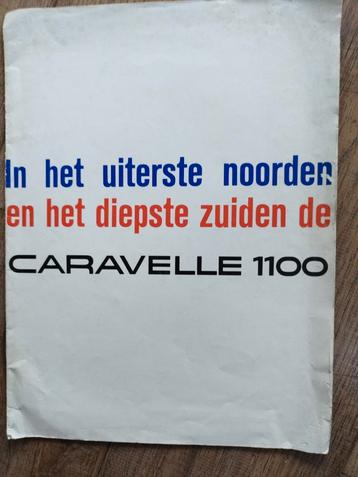 In het uiterste noorden
en het diepste zuiden de
CARAVELLE 1100